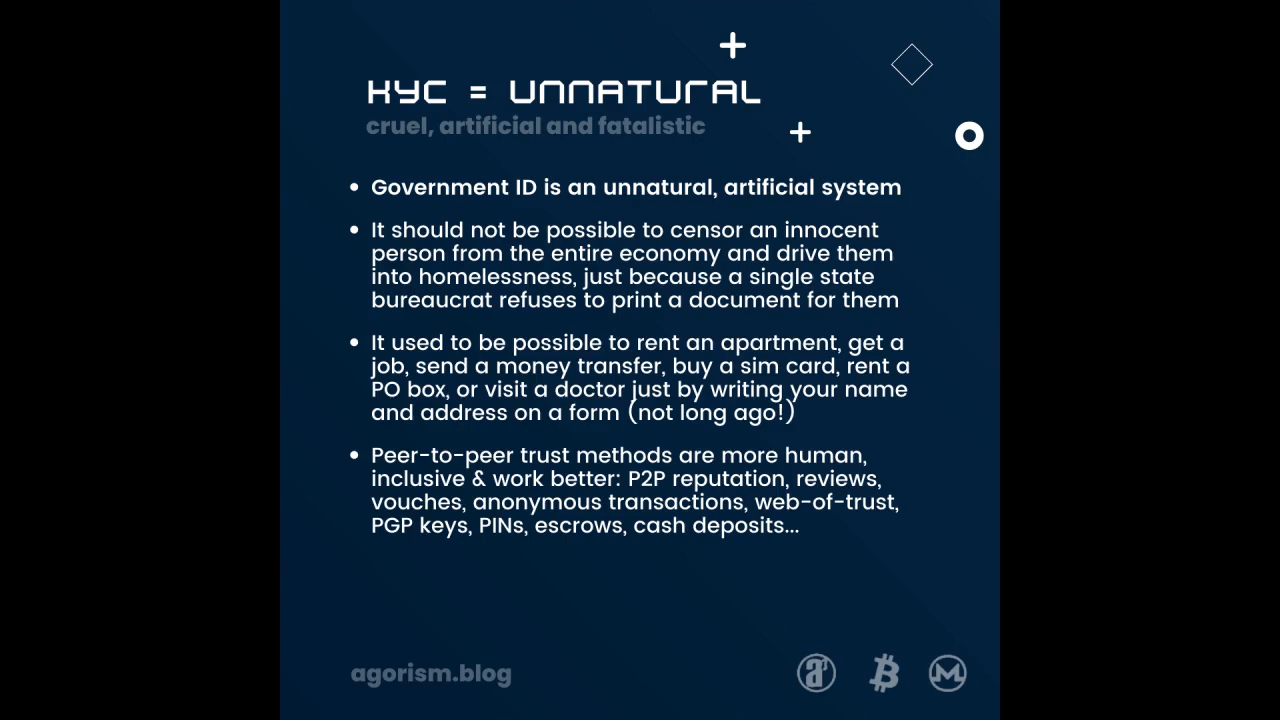 KYC = UNNATURAL
cruel, artificial and fatalistic
• Government ID is an unnatural, artificial system
• It should not be possible to censor an innocent
person from the entire economy and drive them
into homelessness, just because a single state
bureaucrat refuses to print a document for them
• It used to be possible to rent an apartment, get a
job, send a money transfer, buy a sim card, rent a
PO box, or visit a doctor just by writing your name
and address on a form (not long ago!)
• Peer-to-peer trust methods are more human,
inclusive & work better: P2P reputation, reviews,
vouches, anonymous transactions, web-of-trust,
PGP keys, PINs, escrows, cash deposits...
agorism.blog